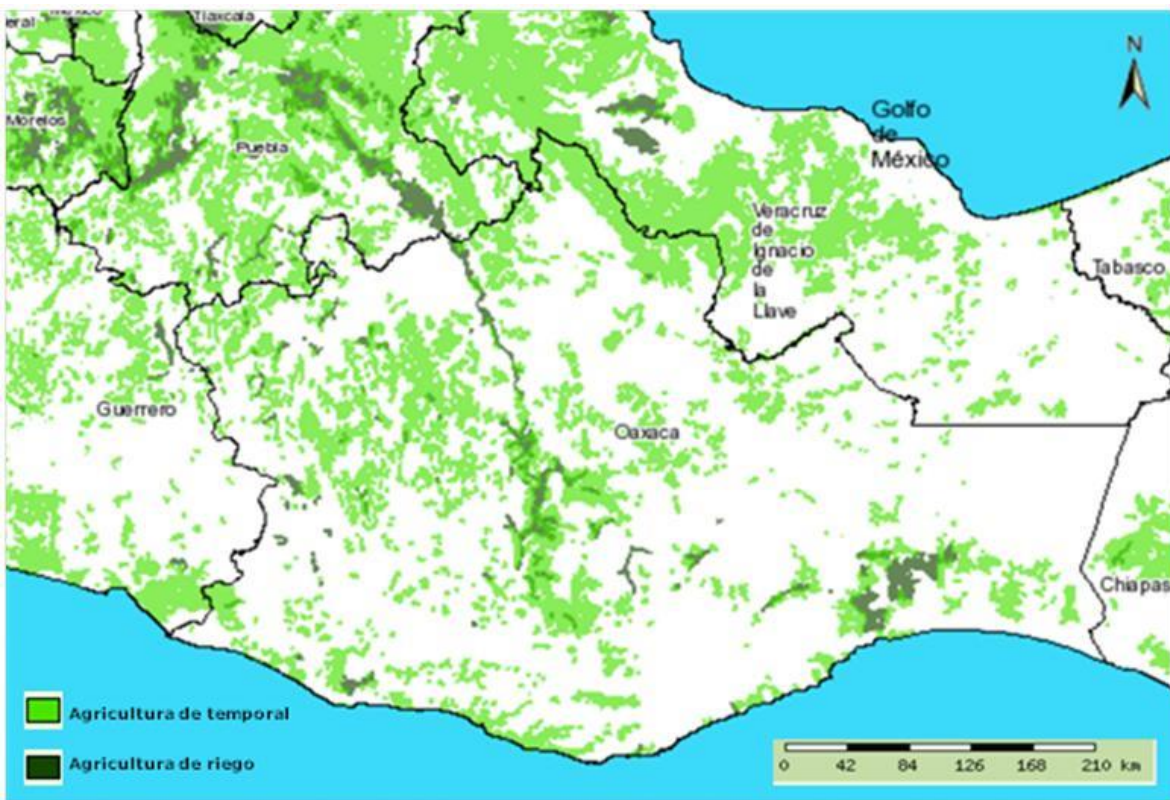 Tlaxcala
N
Golfo
de
México
Morelos
Puebla
Veracruz
de
Ignacio
de
la
Llave
Tabasco
Guerrero
Oaxaca
Chiapas
Agricultura de temporal
Agricultura de riego
0 42 84 126 168 210 km